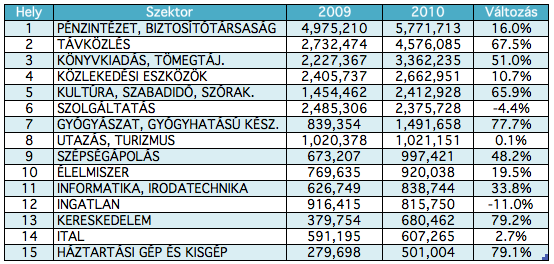 Hely Szektor 2009 2010 Változás
1 PÉNZINTÉZET, BIZTOSÍTÓTÁRSASÁG 4,975,210 5,771,713 16.0%
2 TÁVKÖZLÉS 2,732,474 4,576,085 67.5%
3 KÖNYVKIADÁS, TÖMEGTÁJ. 2,227,367 3,362,235 51.0%
4 KÖZLEKEDÉSI ESZKÖZÖK 2,405,737 2,662,951 10.7%
5 KULTÚRA, SZABADIDŐ, SZÓRAK. 1,454,462 2,412,928 65.9%
6 SZOLGÁLTATÁS 2,485,306 2,375,728 -4.4%
7 GYÓGYÁSZAT, GYÓGYHATÁSÚ KÉSZ. 839,354 1,491,658 77.7%
8 UTAZÁS, TURIZMUS 1,020,378 1,021,151 0.1%
9 SZÉPSÉGÁPOLÁS 673,207 997,421 48.2%
10 ÉLELMISZER 769,635 920,038 19.5%
11 INFORMATIKA, IRODATECHNIKA 626,749 838,744 33.8%
12 INGATLAN 916,415 815,750 -11.0%
13 KERESKEDELEM 379,754 680,462 79.2%
14 ITAL 591,195 607,265 2.7%
15 HÁZTARTÁSI GÉP ÉS KISGÉP 279,698 501,004 79.1%